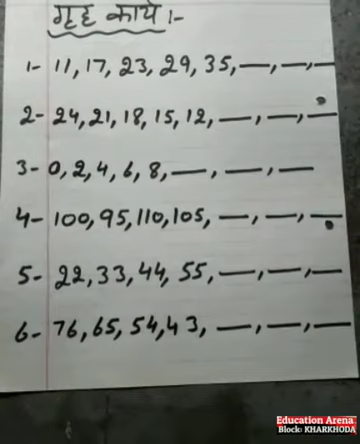 गृह कार्य :-
1- 11, 17, 23, 29, 35, —, —, —
2- 24, 21, 18, 15, 12, —, —, —
3- 0, 2, 4, 6, 8, —, —, —
4- 100, 95, 110, 105, —, —, —
5- 22, 33, 44, 55, —, —, —
6- 76, 65, 54, 43, —, —, —
Education Arena
Block: KHARKHODA